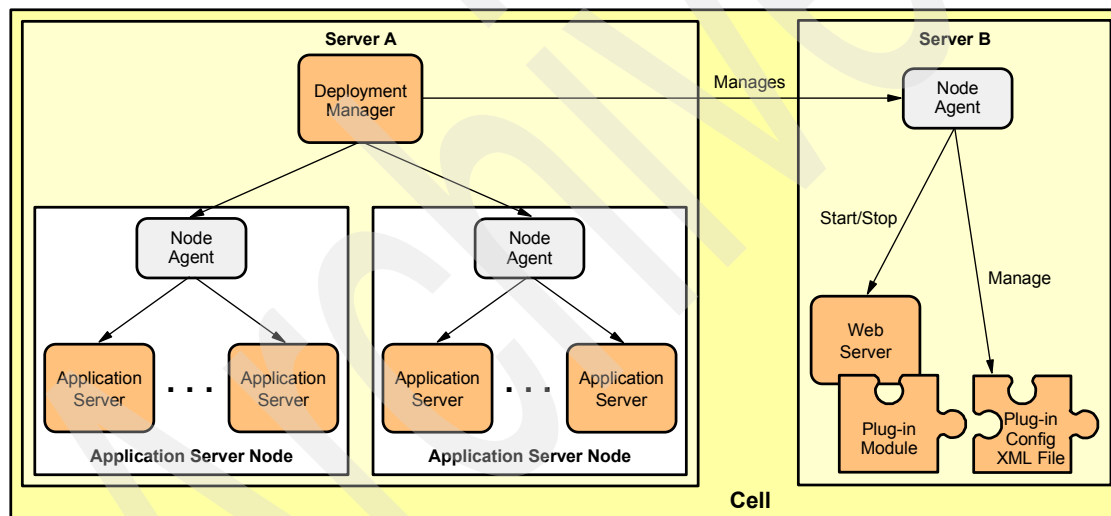 Server A
Server B
Deployment
Manager
Manages
Node
Agent
Node
Agent
Node
Agent
Start/Stop
Manage
Web
Server
Application
Server
. . .
Application
Server
Application
Server
. . .
Application
Server
Plug-in
Module
Plug-in
Config
XML File
Application Server Node
Application Server Node
Cell
Archive